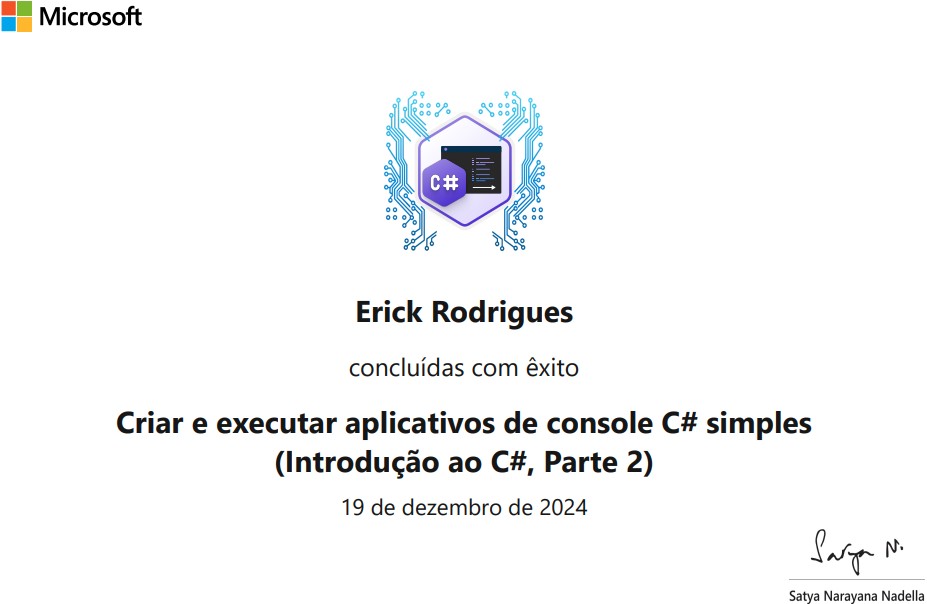 Microsoft
C#
Erick Rodrigues
concluídas com êxito
Criar e executar aplicativos de console C# simples
(Introdução ao C#, Parte 2)
19 de dezembro de 2024
Satya N.
Satya Narayana Nadella